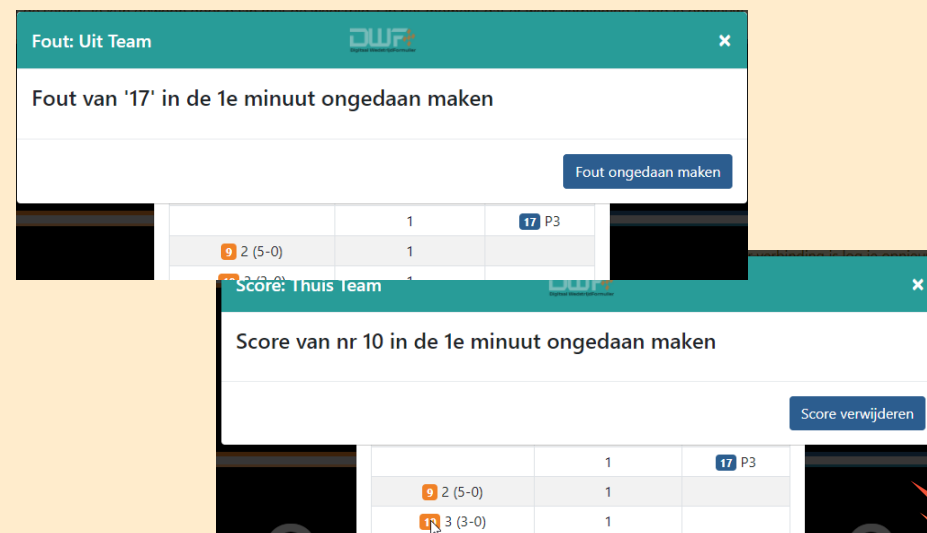 Fout: Uit Team DWF+ ×
Fout van '17' in de 1e minuut ongedaan maken
Fout ongedaan maken
1 17 P3
9 2 (5-0) 1
Score: Thuis Team ×
Score van nr 10 in de 1e minuut ongedaan maken
Score verwijderen
1 17 P3
9 2 (5-0) 1
3 (3-0) 1